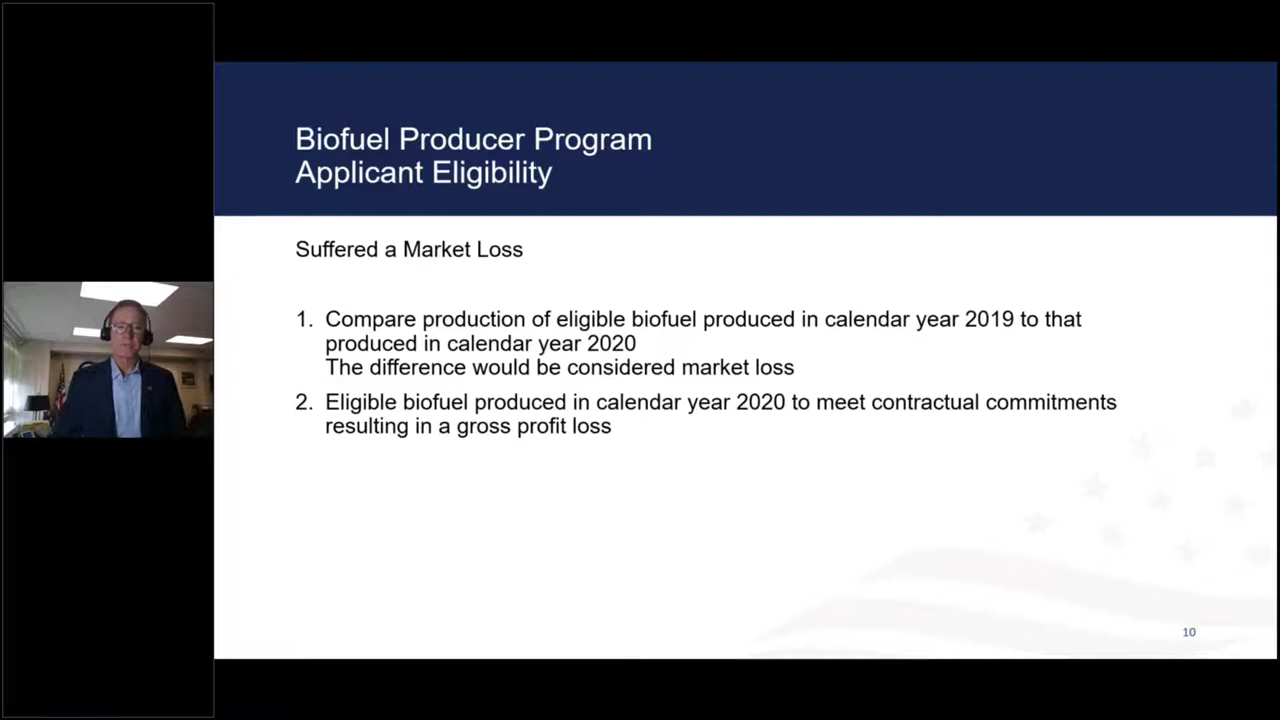 Biofuel Producer Program
Applicant Eligibility
Suffered a Market Loss
1. Compare production of eligible biofuel produced in calendar year 2019 to that
produced in calendar year 2020
The difference would be considered market loss
2. Eligible biofuel produced in calendar year 2020 to meet contractual commitments
resulting in a gross profit loss
10